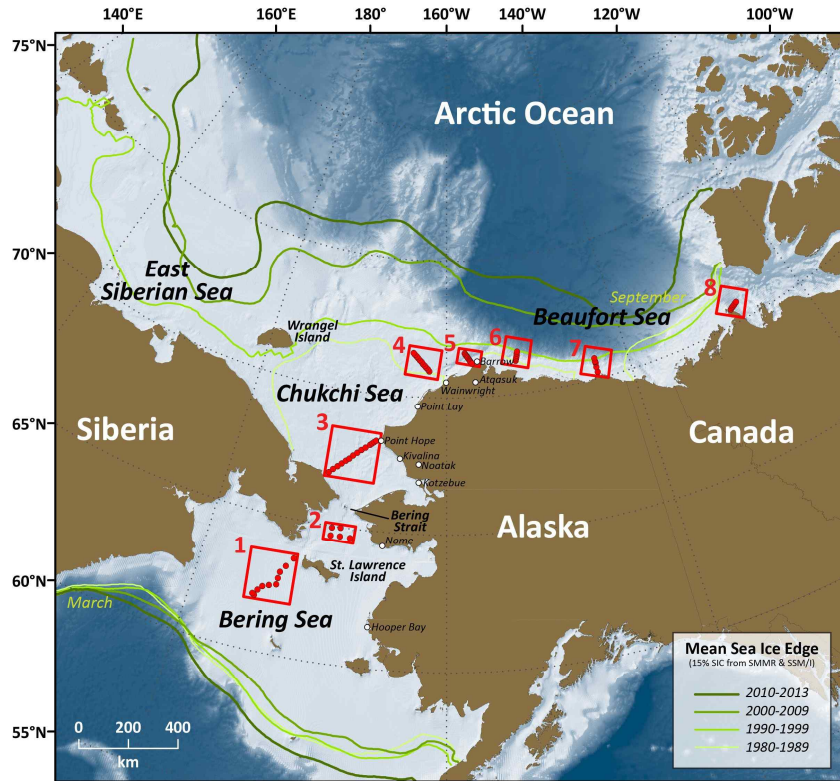 140°E 160°E 180° 160°W 140°W 120°W 100°W
75°N
Arctic Ocean
70°N
East
Siberian Sea
September
8
Beaufort Sea
Wrangel
Island
4 5 6 7
Barrow
Wainwright
Atqasuk
Chukchi Sea
Point Lay
65°N
Siberia
3
Point Hope
Kivalina
Noatak
Kotzebue
Canada
Bering
Strait
Alaska
2
Nome
1
St. Lawrence
Island
60°N
March
Bering Sea
Hooper Bay
Mean Sea Ice Edge
(15% SIC from SMMR & SSM/I)
2010-2013
2000-2009
1990-1999
1980-1989
55°N
0 200 400
km